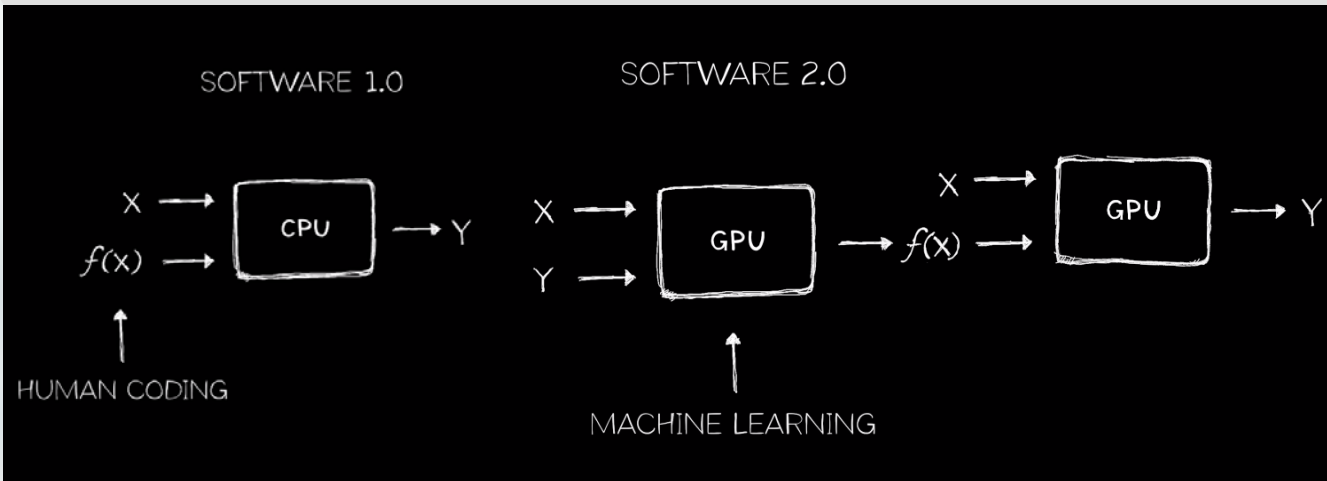 SOFTWARE 1.0
X
f(x)
CPU
Y
HUMAN CODING
SOFTWARE 2.0
X
Y
GPU
f(x)
X
GPU
Y
MACHINE LEARNING